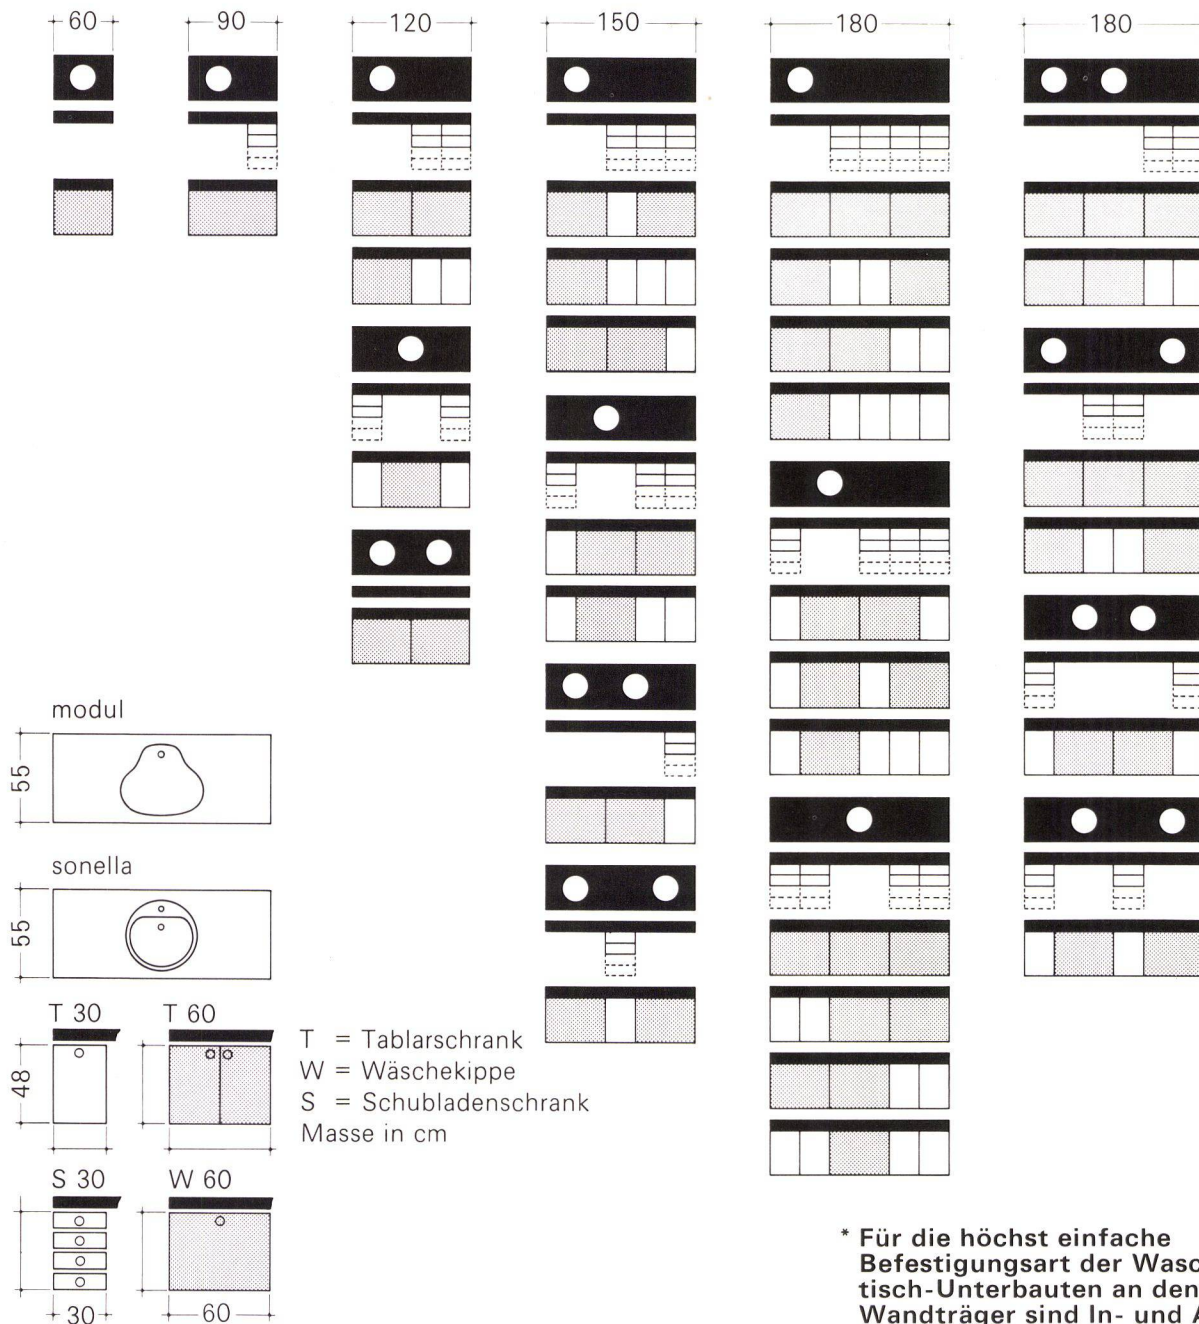 60 90 120 150 180 180
modul
55
sonella
55
T 30 T 60
48
T = Tablarschrank
W = Wäschekippe
S = Schubladenschrank
Masse in cm
S 30 W 60
30 60
* Für die höchst einfache
Befestigungsart der
tisch-Unterbauten an den
Wandträger sind In- und